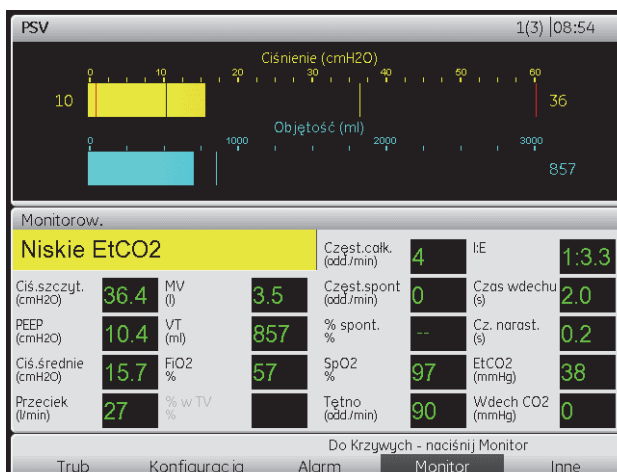 PSV 1(3) 08:54
Ciśnienie (cmH2O)
0 10 20 30 40 50 60
10 36
Objętość (ml)
0 1000 2000 3000
857
Monitorow.
Niskie EtCO2
Częst.całk. (odd./min) 4 I:E 1:3.3
Ciś.szczyt. (cmH2O) 36.4 MV (l) 3.5 Częst.spont (odd./min) 0 Czas wdechu (s) 2.0
PEEP (cmH2O) 10.4 VT (ml) 857 % spont. % -- Cz. narast. (s) 0.2
Ciś.średnie (cmH2O) 15.7 FiO2 % 57 SpO2 % 97 EtCO2 (mmHg) 38
Przeciek (l/min) 27 % w TV % Tętno (odd./min) 90 Wdech CO2 (mmHg) 0
Do Krzywych - naciśnij Monitor
Tryb Konfiguracja Alarm Monitor Inne